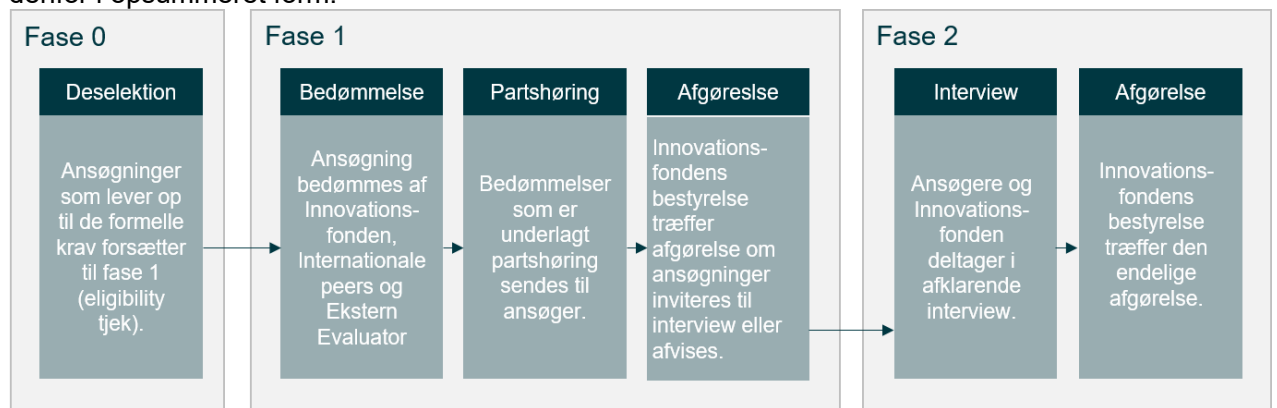 Fase 0
Deselektion
Ansøgninger
som lever op
til de formelle
krav forsætter
til fase 1
(eligibility
tjek).
Fase 1
Bedømmelse
Ansøgning
bedømmes af
Innovations-
fonden,
Internationale
peers og
Ekstern
Evaluator
Partshøring
Bedømmelser
som er
underlagt
partshøring
sendes til
ansøger.
Afgøreslse
Innovations-
fondens
bestyrelse
træffer
afgørelse om
ansøgninger
inviteres til
interview eller
afvises.
Fase 2
Interview
Ansøgere og
Innovations-
fonden
deltager i
afklarende
interview.
Afgørelse
Innovations-
fondens
bestyrelse
træffer den
endelige
afgørelse.